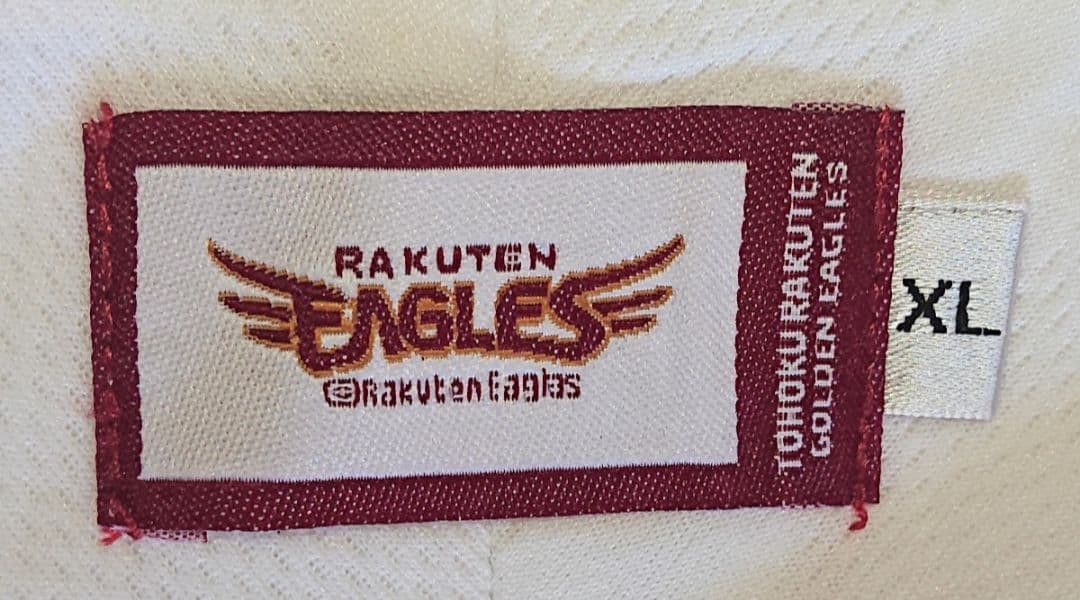 RAKUTEN
EAGLES
©Rakuten Eagles
TOHOKU RAKUTEN
GOLDEN EAGLES
XL